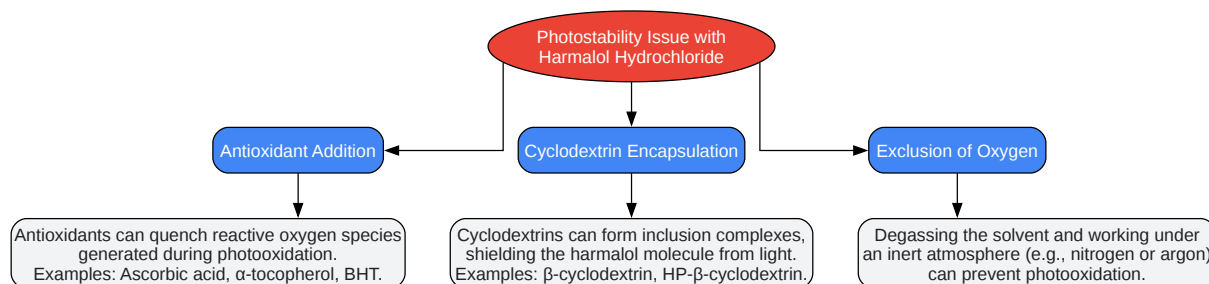 Photostability Issue with
Harmalol Hydrochloride
Antioxidant Addition
Cyclodextrin Encapsulation
Exclusion of Oxygen
Antioxidants can quench reactive oxygen species
generated during photooxidation.
Examples: Ascorbic acid, α-tocopherol, BHT.
Cyclodextrins can form inclusion complexes,
shielding the harmalol molecule from light.
Examples: β-cyclodextrin, HP-β-cyclodextrin.
Degassing the solvent and working under
an inert atmosphere (e.g., nitrogen or argon)
can prevent photooxidation.